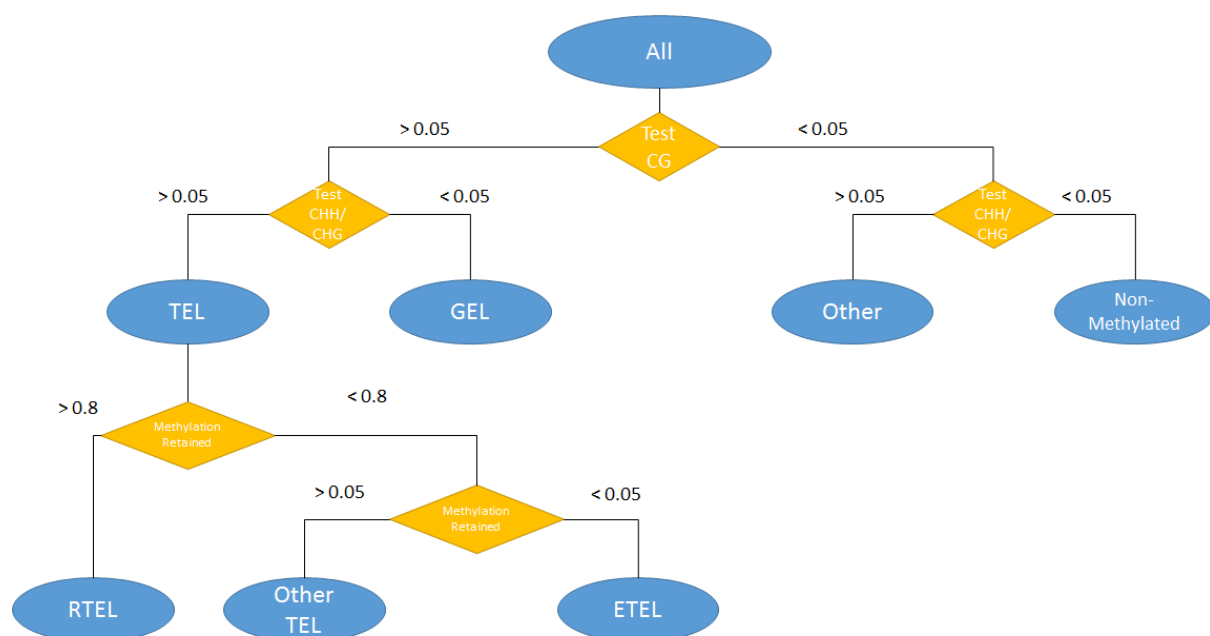 All
> 0.05
Test
CG
< 0.05
> 0.05
Test
CHH/
CHG
< 0.05
> 0.05
Test
CHH/
CHG
< 0.05
TEL
GEL
Other
Non-
Methylated
> 0.8
Methylation
Retained
< 0.8
> 0.05
Methylation
Retained
< 0.05
RTEL
Other
TEL
ETEL